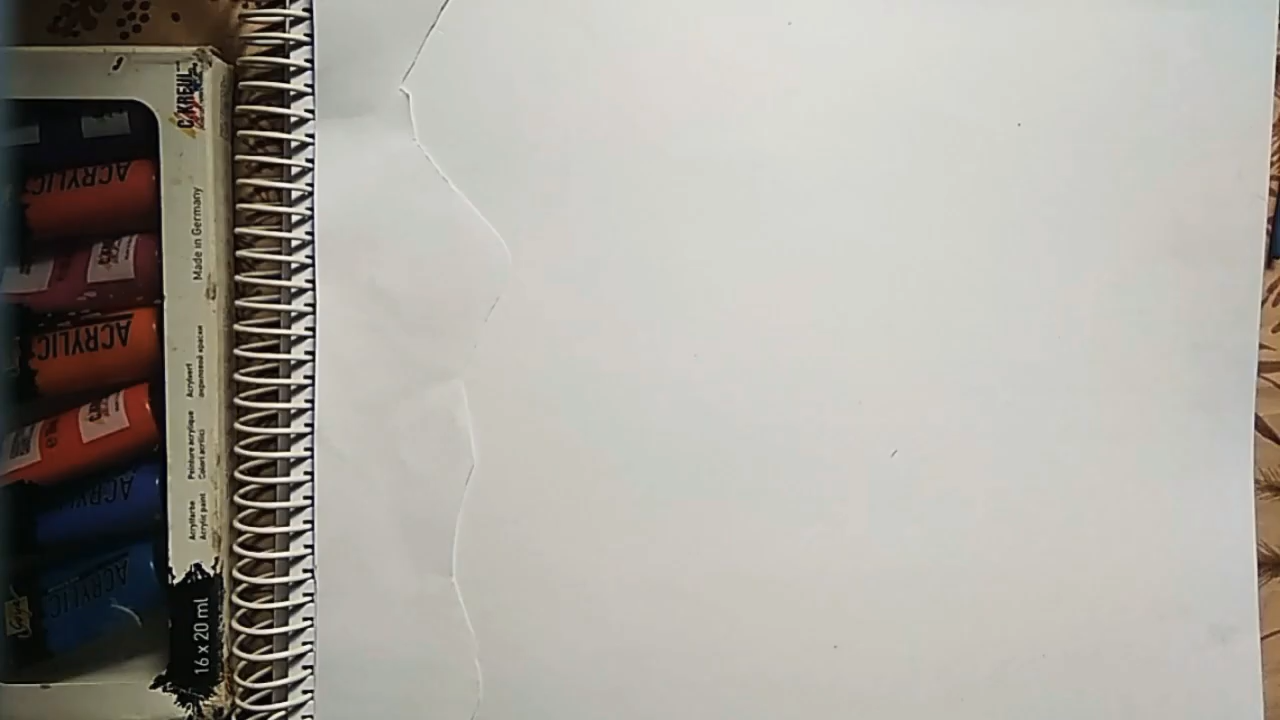 C.KREUL
Made in Germany
Acrylfarbe
Acrylic paint
Peinture acrylique
Colori acrilici
Acrylverf
акриловой краски
16 x 20 ml
ACRYLIC
ACRYLIC
ACRYLIC
ACRYLIC